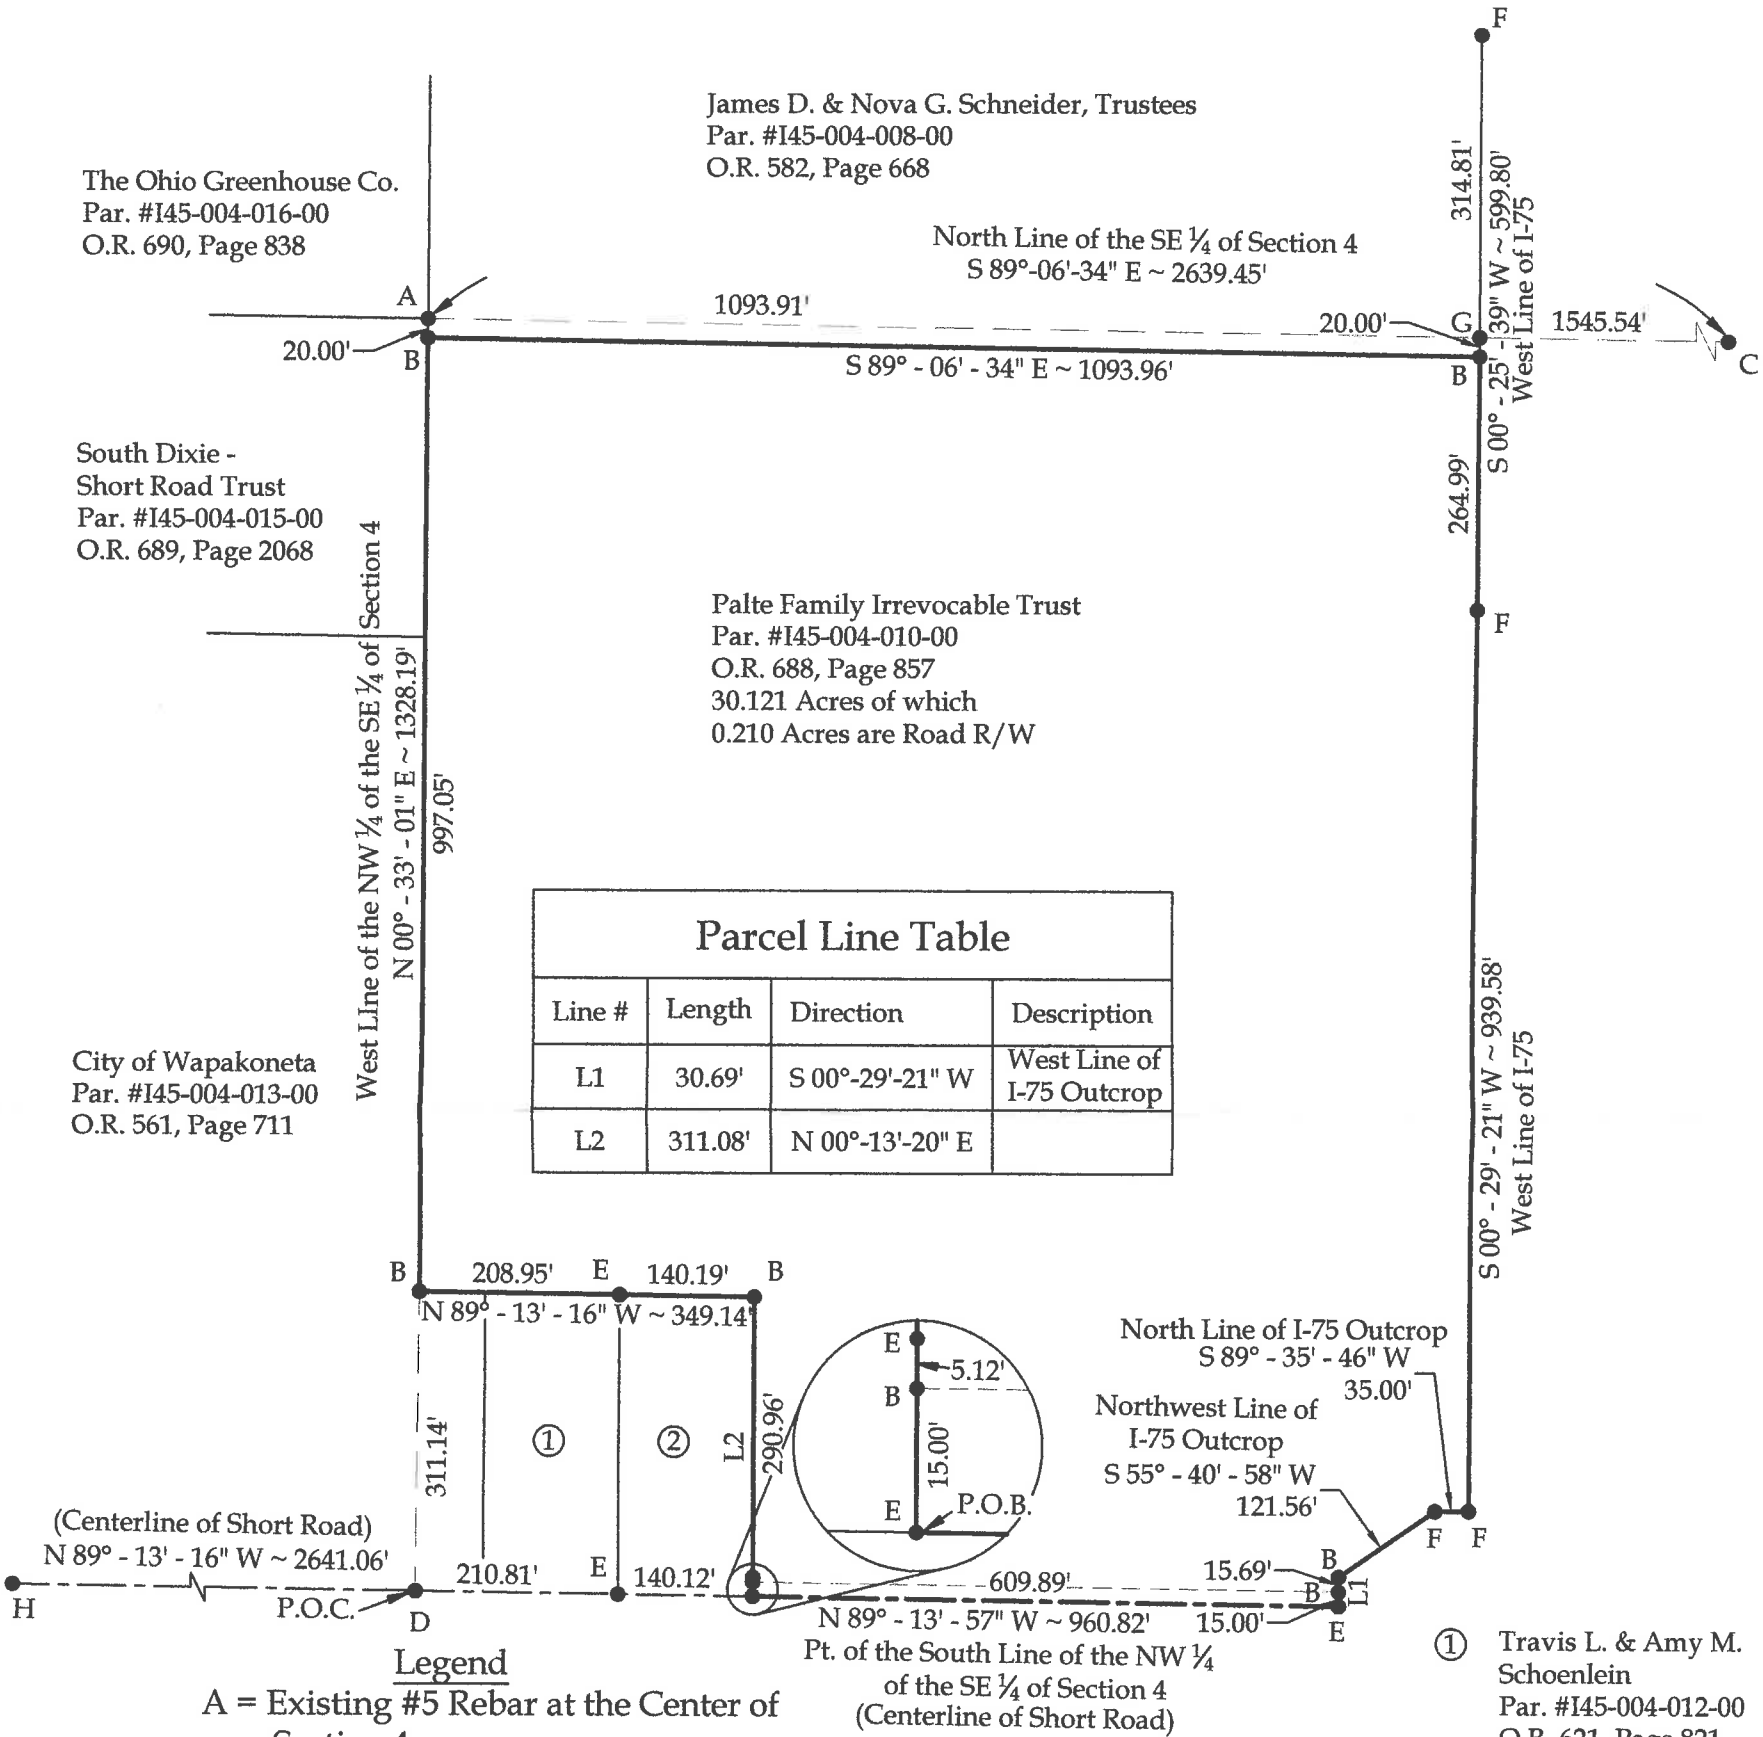 F
James D. & Nova G. Schneider, Trustees
Par. #I45-004-008-00
O.R. 582, Page 668
The Ohio Greenhouse Co.
Par. #I45-004-016-00
O.R. 690, Page 838
314.81'
S 00° - 25' - 39" W ~ 599.80'
West Line of I-75
North Line of the SE ¼ of Section 4
S 89°-06'-34" E ~ 2639.45'
A
1093.91'
20.00'
G
1545.54'
20.00'
B
S 89° - 06' - 34" E ~ 1093.96'
B
C
South Dixie -
Short Road Trust
Par. #I45-004-015-00
O.R. 689, Page 2068
264.99'
F
West LIne of the NW ¼ of the SE ¼ of Section 4
N 00° - 33' - 01" E ~ 1328.19'
997.05'
Palte Family Irrevocable Trust
Par. #I45-004-010-00
O.R. 688, Page 857
30.121 Acres of which
0.210 Acres are Road R/W
Parcel Line Table
Line # Length Direction Description
L1 30.69' S 00°-29'-21" W West Line of
I-75 Outcrop
L2 311.08' N 00°-13'-20" E
S 00° - 29' - 21" W ~ 939.58'
West Line of I-75
City of Wapakoneta
Par. #I45-004-013-00
O.R. 561, Page 711
B 208.95' E 140.19' B
N 89° - 13' - 16" W ~ 349.14'
311.14'
1
2
L2
290.96'
E
5.12'
B
15.00'
E
P.O.B.
North Line of I-75 Outcrop
S 89° - 35' - 46" W
35.00'
Northwest Line of
I-75 Outcrop
S 55° - 40' - 58" W
121.56'
F F
(Centerline of Short Road)
N 89° - 13' - 16" W ~ 2641.06'
H
P.O.C.
D
210.81'
E
140.12'
609.89'
15.69'
B
B
L1
15.00'
E
N 89° - 13' - 57" W ~ 960.82'
Pt. of the South Line of the NW ¼
of the SE ¼ of Section 4
(Centerline of Short Road)
Legend
A = Existing #5 Rebar at the Center of
1 Travis L. & Amy M.
Schoenlein
Par. #I45-004-012-00